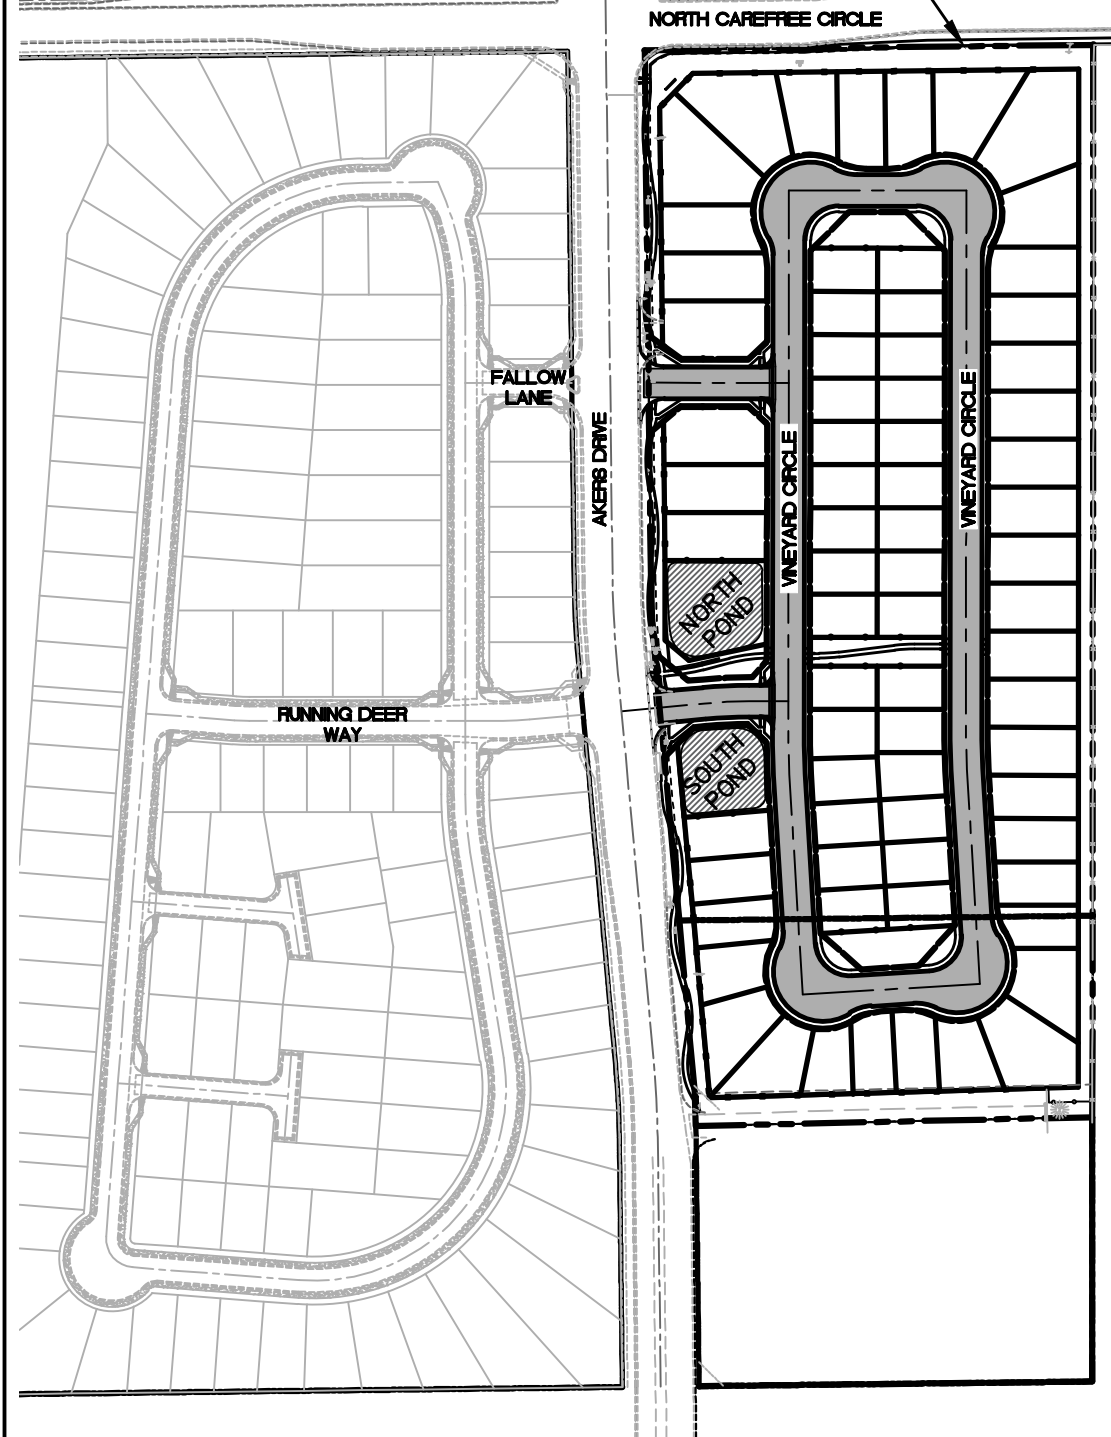 NORTH CAREFREE CIRCLE
FALLOW
LANE
AKERS DRIVE
VINEYARD CIRCLE
VINEYARD CIRCLE
NORTH
POND
RUNNING DEER
WAY
SOUTH
POND